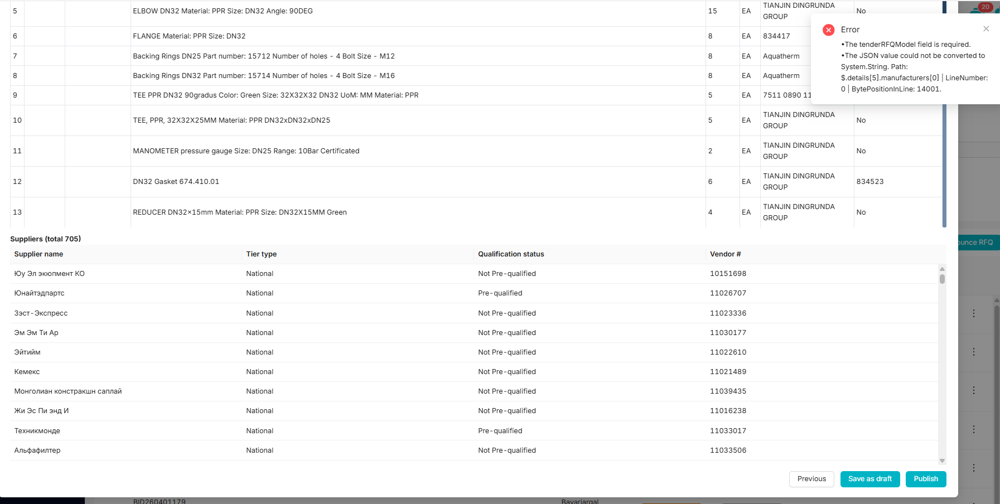 5 ELBOW DN32 Material: PPR Size: DN32 Angle: 90DEG 15 EA TIANJIN DINGRUNDA GROUP No
6 FLANGE Material: PPR Size: DN32 8 EA 834417
7 Backing Rings DN25 Part number: 15712 Number of holes - 4 Bolt Size - M12 8 EA Aquatherm
8 Backing Rings DN32 Part number: 15714 Number of holes - 4 Bolt Size - M16 8 EA Aquatherm
9 TEE PPR DN32 90gradus Color: Green Size: 32X32X32 DN32 UoM: MM Material: PPR 5 EA 7511 0890 11
10 TEE, PPR, 32X32X25MM Material: PPR DN32xDN32xDN25 5 EA TIANJIN DINGRUNDA GROUP No
11 MANOMETER pressure gauge Size: DN25 Range: 10Bar Certificated 2 EA TIANJIN DINGRUNDA GROUP No
12 DN32 Gasket 674.410.01 6 EA TIANJIN DINGRUNDA GROUP 834523
13 REDUCER DN32×15mm Material: PPR Size: DN32X15MM Green 4 EA TIANJIN DINGRUNDA GROUP No
20
Error
•The tenderRFQModel field is required.
•The JSON value could not be converted to
System.String. Path:
$.details[5].manufacturers[0] | LineNumber:
0 | BytePositionInLine: 14001.
Suppliers (total 705)
Supplier name Tier type Qualification status Vendor #
Юу Эл экюпмент КО National Not Pre-qualified 10151698
Юнайтэдпартс National Pre-qualified 11026707
Зэст-Экспресс National Not Pre-qualified 11023336
Эм Эм Ти Ар National Not Pre-qualified 11030177
Эйтийм National Not Pre-qualified 11022610
Кемекс National Not Pre-qualified 11021489
Монголиан констракшн саплай National Not Pre-qualified 11039435
Жи Эс Пи энд И National Not Pre-qualified 11016238
Техникмонде National Pre-qualified 11033017
Альфафилтер National Not Pre-qualified 11033506
ounce RFQ
Previous Save as draft Publish
BID260401179 Bayarjargal